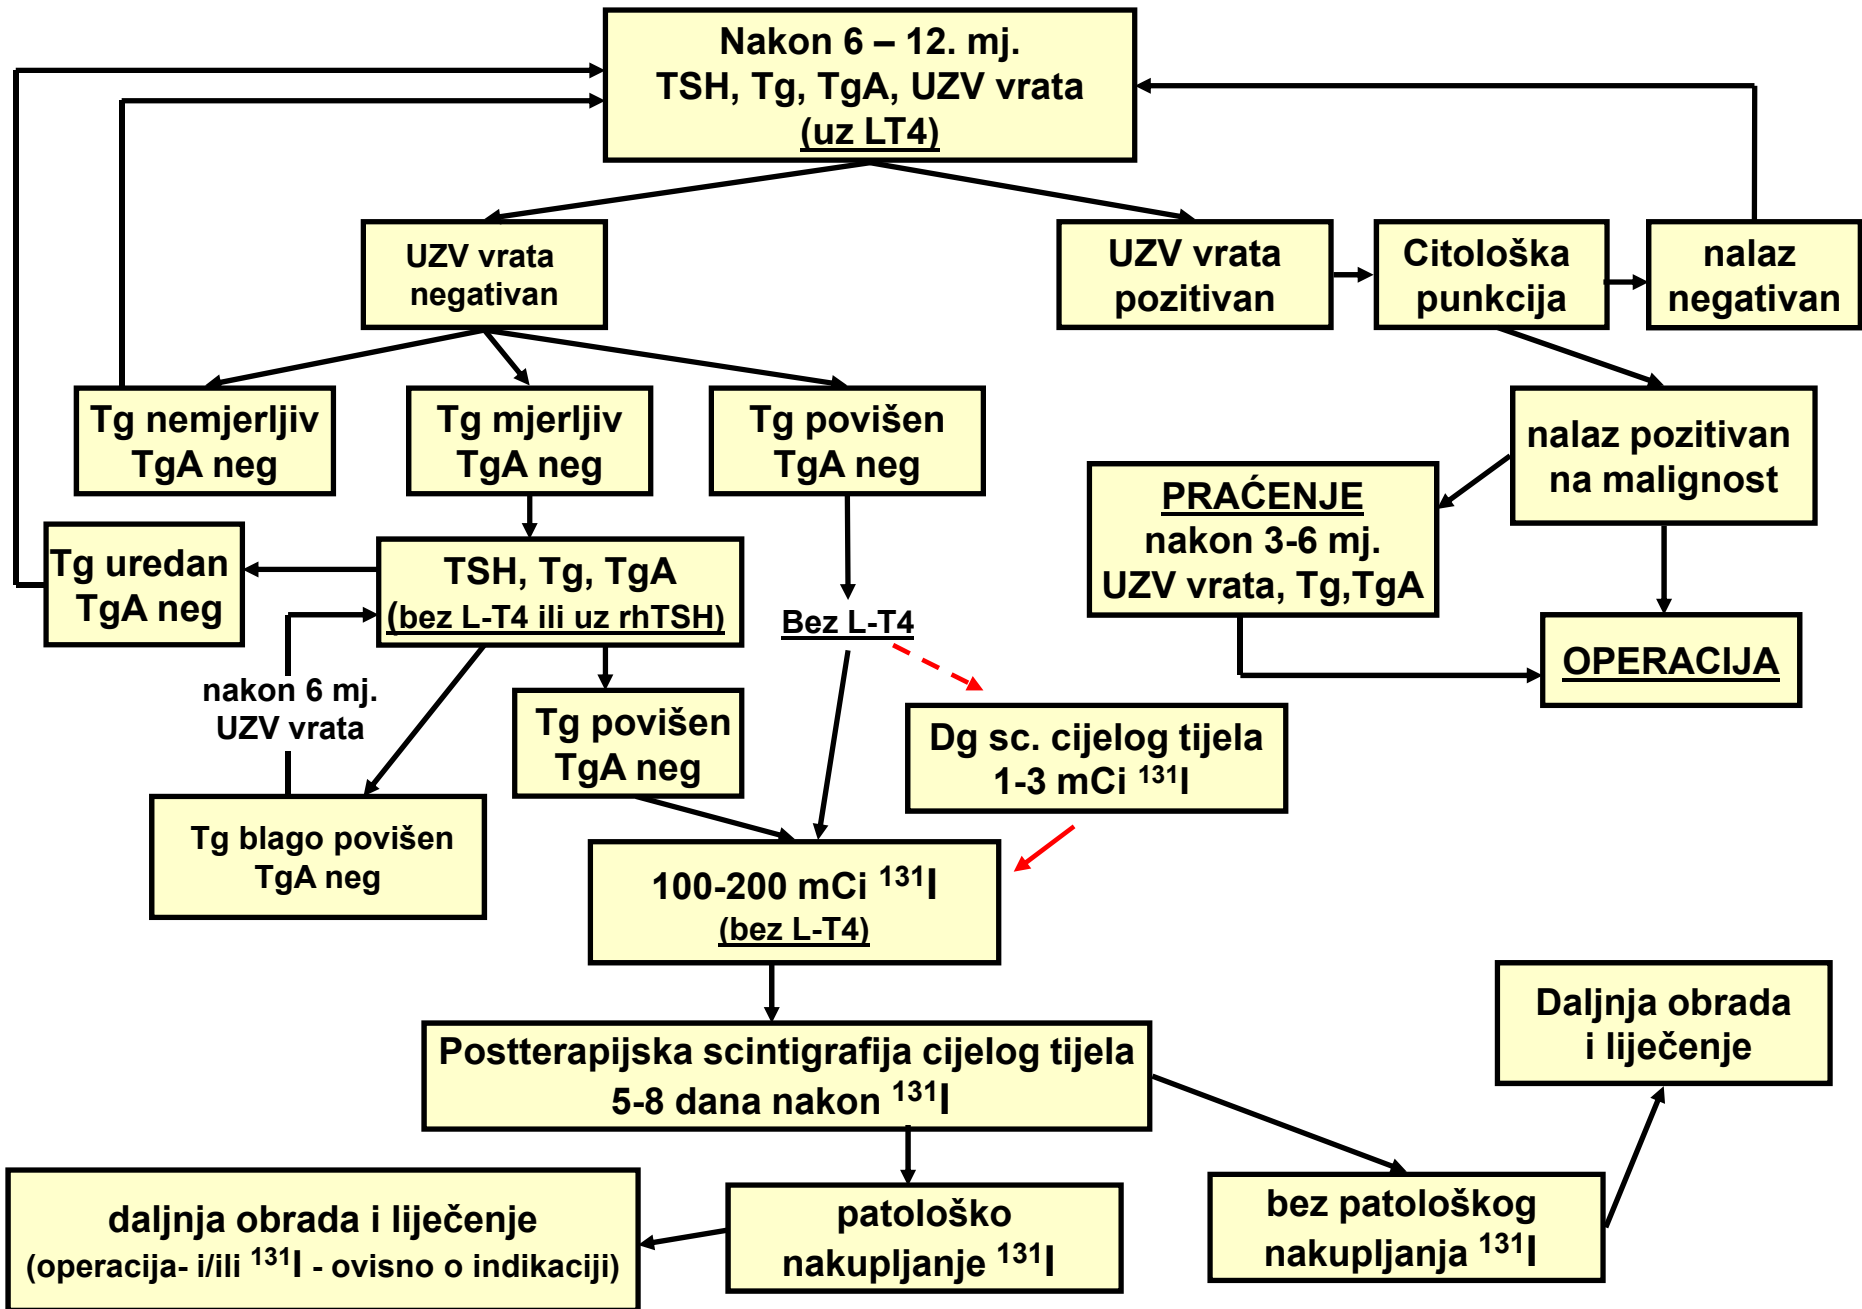 Nakon 6 – 12. mj.
TSH, Tg, TgA, UZV vrata
(uz LT4)
UZV vrata
negativan
UZV vrata
pozitivan
Citološka
punkcija
nalaz
negativan
Tg nemjerljiv
TgA neg
Tg mjerljiv
TgA neg
Tg povišen
TgA neg
nalaz pozitivan
na malignost
PRAĆENJE
nakon 3-6 mj.
UZV vrata, Tg,TgA
Tg uredan
TgA neg
TSH, Tg, TgA
(bez L-T4 ili uz rhTSH)
Bez L-T4
OPERACIJA
nakon 6 mj.
UZV vrata
Tg povišen
TgA neg
Dg sc. cijelog tijela
1-3 mCi ¹³¹I
Tg blago povišen
TgA neg
100-200 mCi ¹³¹I
(bez L-T4)
Postterapijska scintigrafija cijelog tijela
5-8 dana nakon ¹³¹I
Daljnja obrada
i liječenje
daljnja obrada i liječenje
(operacija- i/ili ¹³¹I - ovisno o indikaciji)
patološko
nakupljanje ¹³¹I
bez patološkog
nakupljanja ¹³¹I